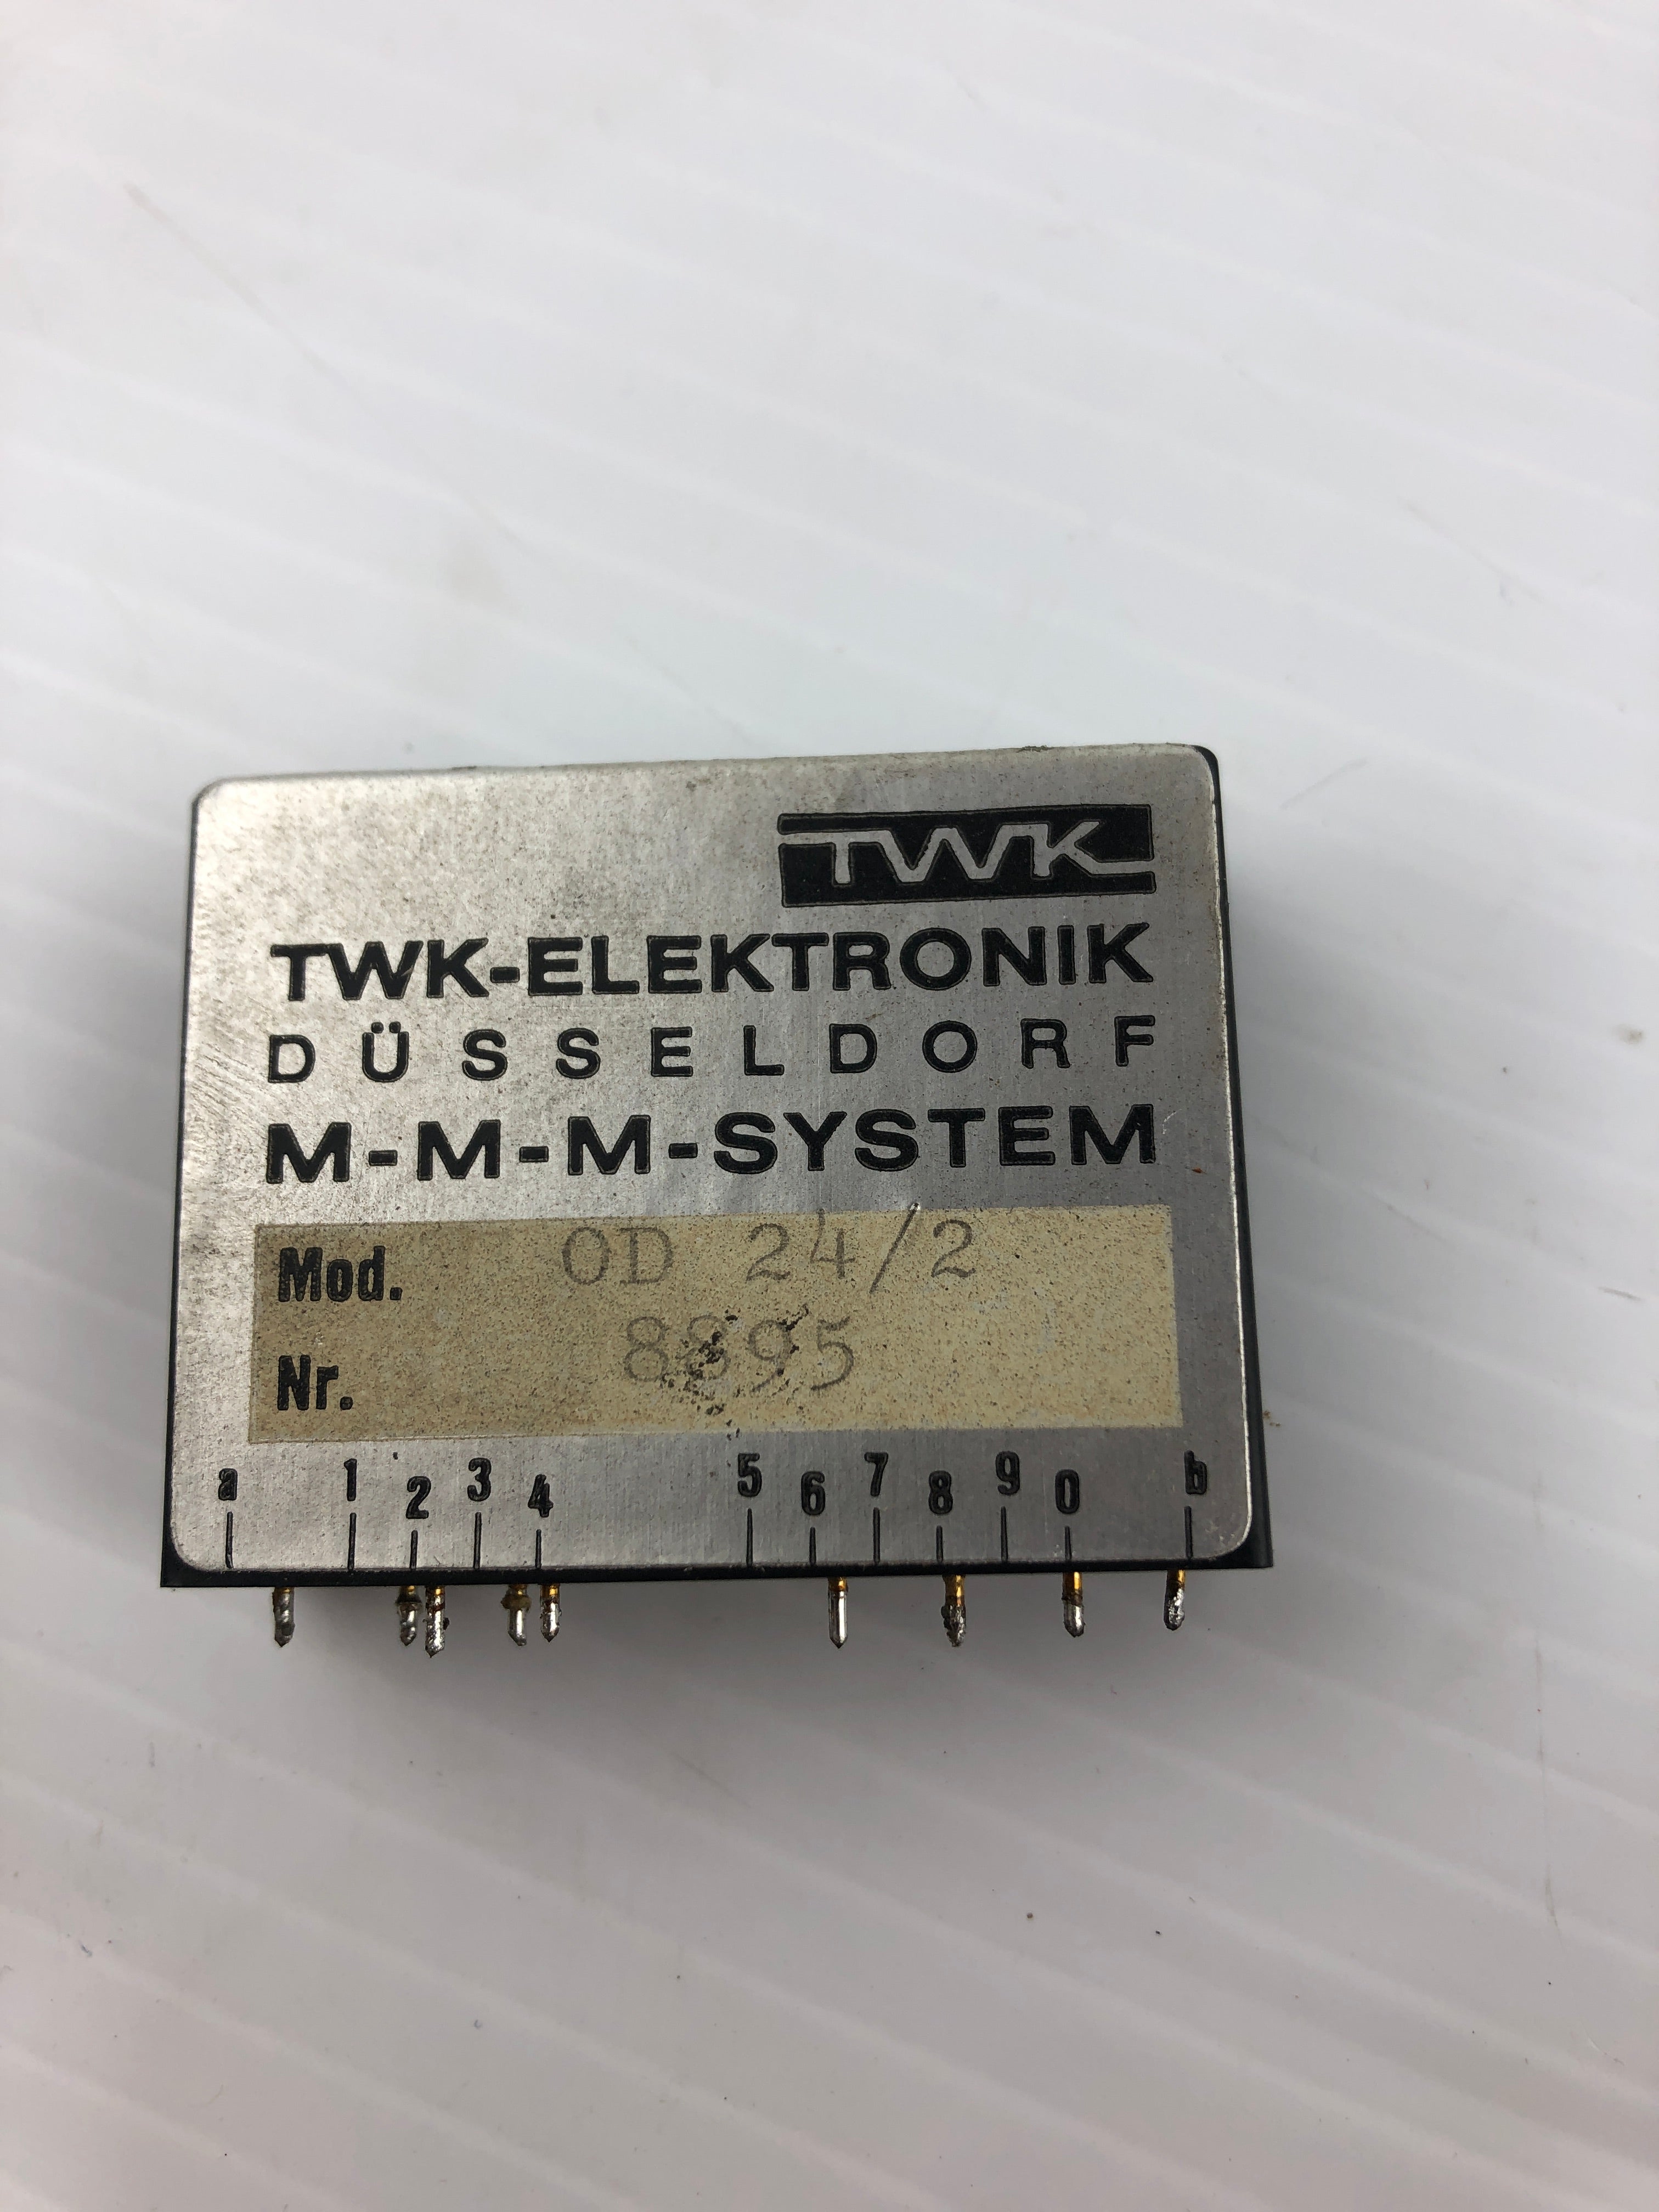 TWK
TWK-ELEKTRONIK
DÜSSELDORF
M-M-M-SYSTEM
Mod. OD 24/2
Nr. 8895
a 1 2 3 4 5 6 7 8 9 0 b